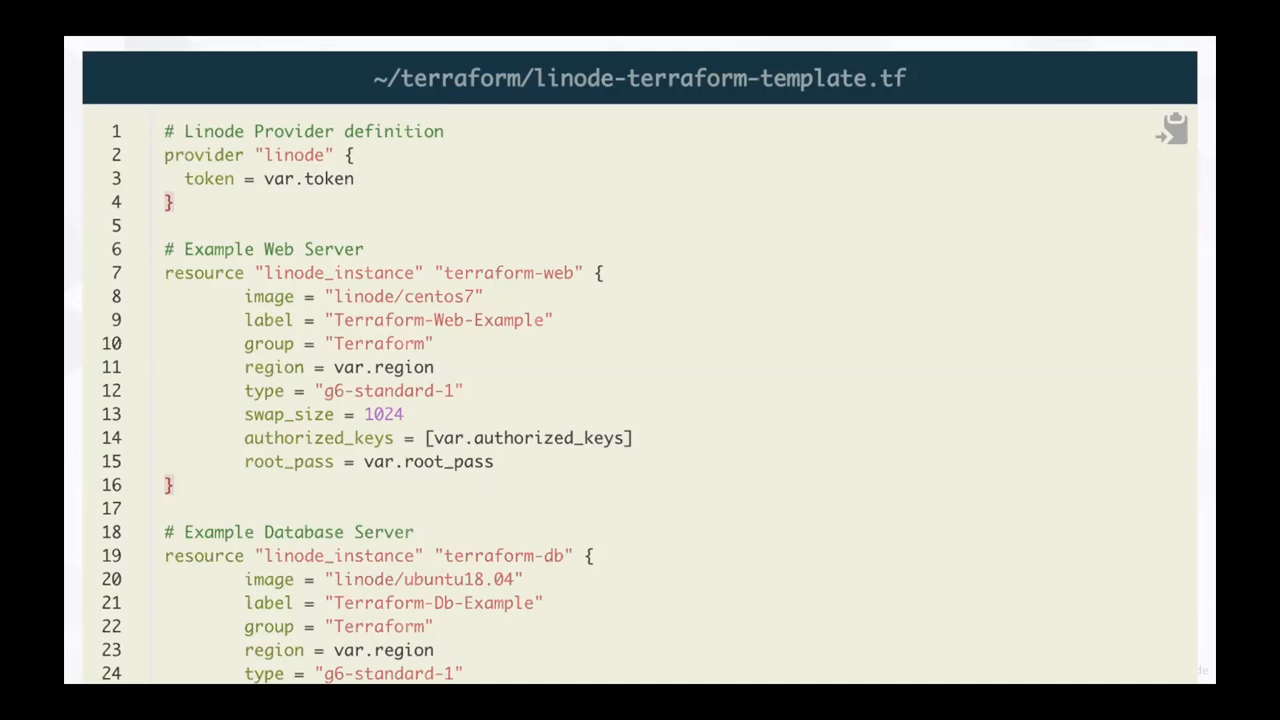 ~/terraform/linode-terraform-template.tf
1 # Linode Provider definition
2 provider "linode" {
3 token = var.token
4 }
5
6 # Example Web Server
7 resource "linode_instance" "terraform-web" {
8 image = "linode/centos7"
9 label = "Terraform-Web-Example"
10 group = "Terraform"
11 region = var.region
12 type = "g6-standard-1"
13 swap_size = 1024
14 authorized_keys = [var.authorized_keys]
15 root_pass = var.root_pass
16 }
17
18 # Example Database Server
19 resource "linode_instance" "terraform-db" {
20 image = "linode/ubuntu18.04"
21 label = "Terraform-Db-Example"
22 group = "Terraform"
23 region = var.region
24 type = "g6-standard-1"